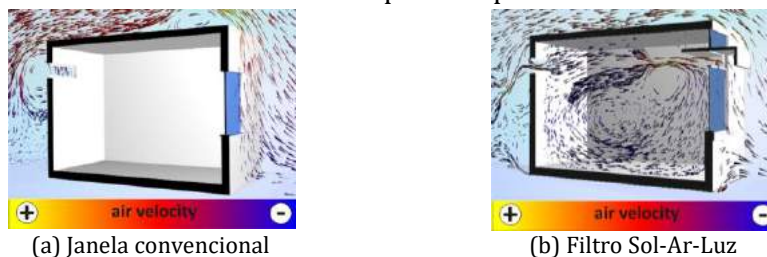 + air velocity -
+ air velocity -
(a) Janela convencional
(b) Filtro Sol-Ar-Luz